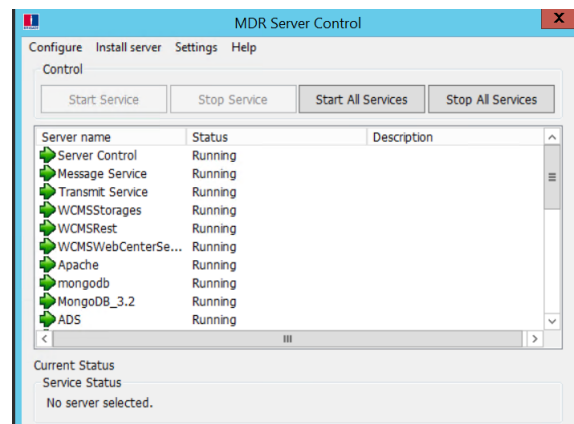 MDR Server Control
X
Configure Install server Settings Help
Control
Start Service Stop Service Start All Services Stop All Services
Server name Status Description
Server Control Running
Message Service Running
Transmit Service Running
WCMSStorages Running
WCMSRest Running
WCMSWebCenterSe... Running
Apache Running
mongodb Running
MongoDB_3.2 Running
ADS Running
Current Status
Service Status
No server selected.